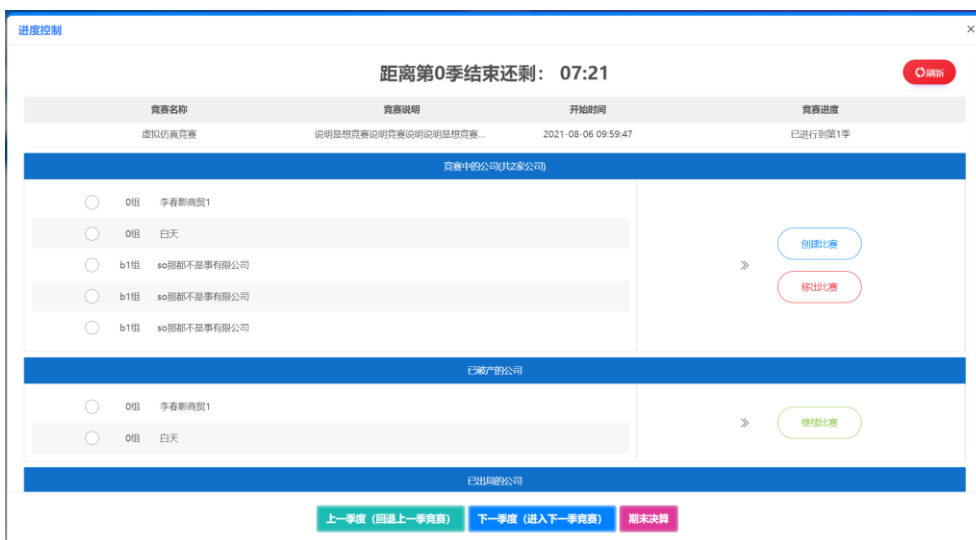 进度控制
×
距离第0季结束还剩： 07:21
刷新
竞赛名称 竞赛说明 开始时间 竞赛进度
虚拟仿真竞赛 说明是想竞赛说明竞赛说明说明是想竞赛... 2021-08-06 09:59:47 已进行到第1季
竞赛中的公司(共2家公司)
0组 李春影商贸1
0组 白天
b1组 so那都不是事有限公司
b1组 so那都不是事有限公司
b1组 so那都不是事有限公司
创建比赛
移出比赛
已破产的公司
0组 李春影商贸1
0组 白天
继续比赛
已出局的公司
上一季度（回退上一季竞赛） 下一季度（进入下一季竞赛） 期末决算